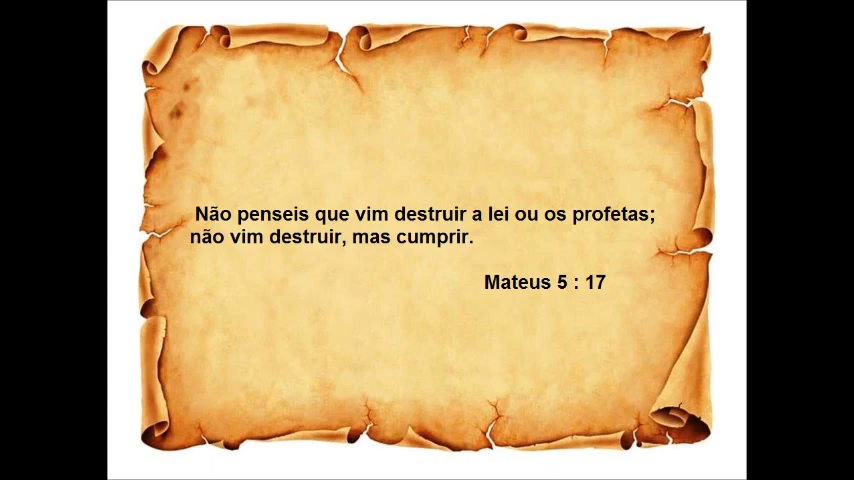 Não penseis que vim destruir a lei ou os profetas;
não vim destruir, mas cumprir.
Mateus 5 : 17